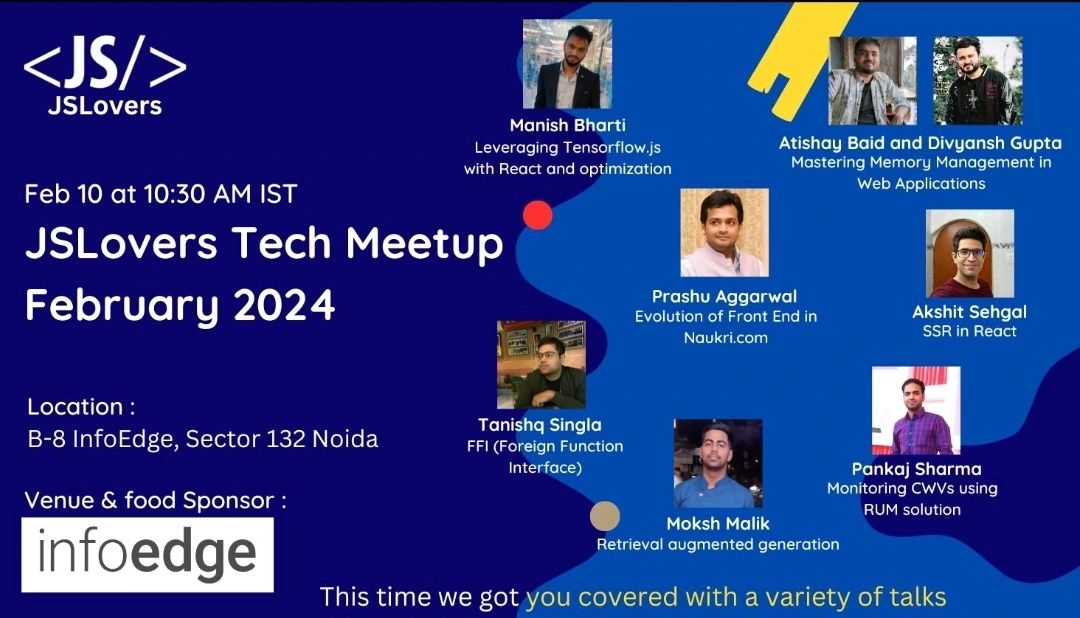 <JS/>
JSLovers
Feb 10 at 10:30 AM IST
JSLovers Tech Meetup
February 2024
Location :
B-8 InfoEdge, Sector 132 Noida
Venue & food Sponsor :
infoedge
Manish Bharti
Leveraging Tensorflow.js
with React and optimization
Atishay Baid and Divyansh Gupta
Mastering Memory Management in
Web Applications
Prashu Aggarwal
Evolution of Front End in
Naukri.com
Akshit Sehgal
SSR in React
Tanishq Singla
FFI (Foreign Function
Interface)
Moksh Malik
Retrieval augmented generation
Pankaj Sharma
Monitoring CWVs using
RUM solution
This time we got you covered with a variety of talks